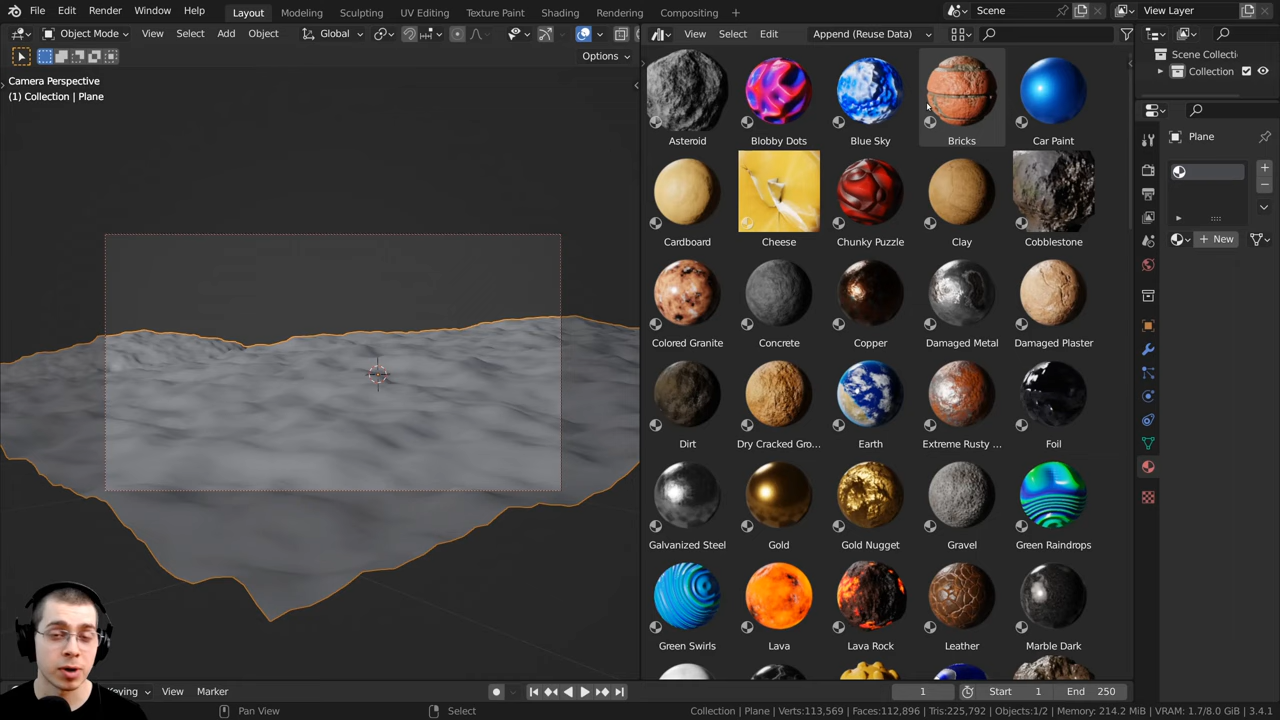 File Edit Render Window Help Layout Modeling Sculpting UV Editing Texture Paint Shading Rendering Compositing + Scene View Layer
Object Mode View Select Add Object Global View Select Edit Append (Reuse Data)
Options Scene Collecti
Camera Perspective Collection
(1) Collection | Plane
Plane
Asteroid Blobby Dots Blue Sky Bricks Car Paint
Cardboard Cheese Chunky Puzzle Clay Cobblestone
+ New
Colored Granite Concrete Copper Damaged Metal Damaged Plaster
Dirt Dry Cracked Gro... Earth Extreme Rusty ... Foil
Galvanized Steel Gold Gold Nugget Gravel Green Raindrops
Green Swirls Lava Lava Rock Leather Marble Dark
Keying View Marker 1 Start 1 End 250
Pan View Select Collection | Plane | Verts:113,569 | Faces:112,896 | Tris:225,792 | Objects:1/2 | Memory: 214.2 MiB | VRAM: 1.7/8.0 GiB | 3.4.1